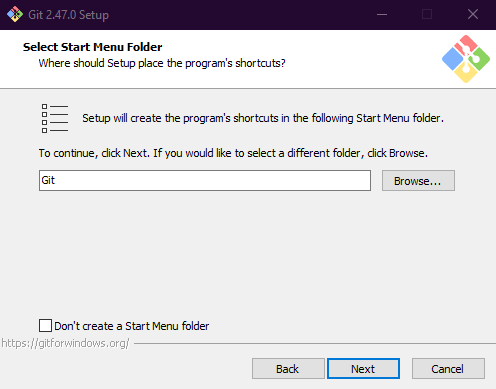 Git 2.47.0 Setup
Select Start Menu Folder
Where should Setup place the program's shortcuts?
Setup will create the program's shortcuts in the following Start Menu folder.
To continue, click Next. If you would like to select a different folder, click Browse.
Git
Browse...
Don't create a Start Menu folder
https://gitforwindows.org/
Back
Next
Cancel